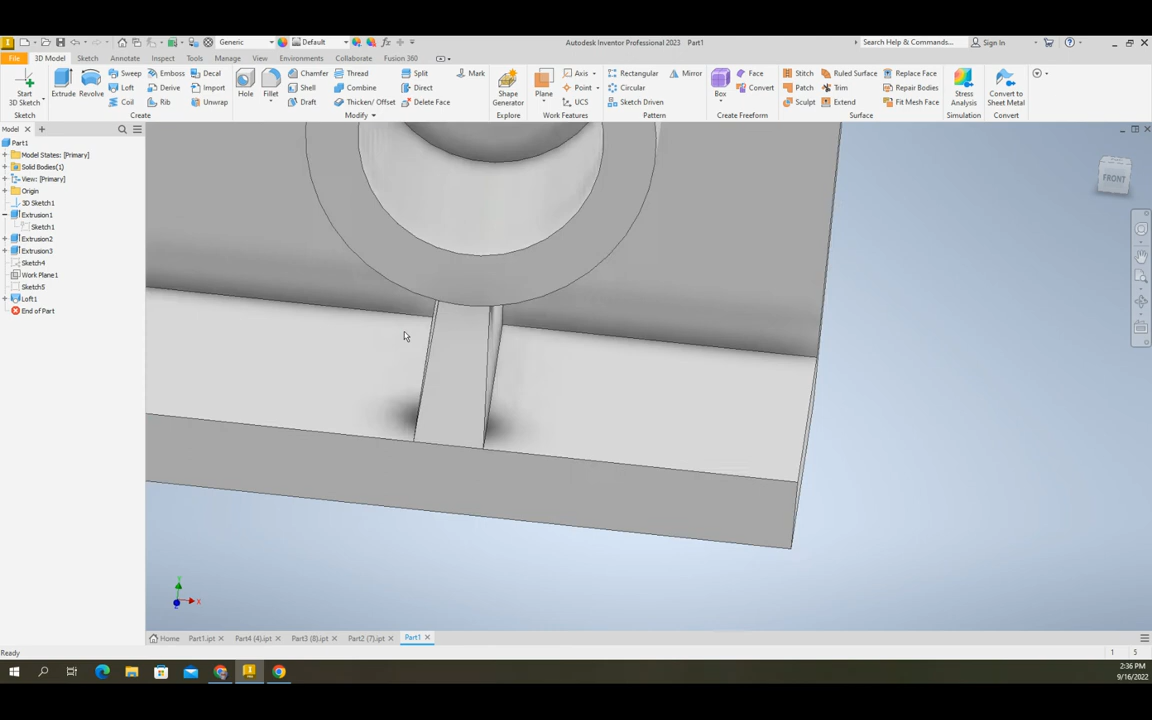 Generic
Default
Autodesk Inventor Professional 2023 Part1
Search Help & Commands...
Sign In
File 3D Model Sketch Annotate Inspect Tools Manage View Environments Collaborate Fusion 360
Start
3D Sketch
Sketch
Extrude
Revolve
Sweep
Loft
Coil
Emboss
Derive
Rib
Decal
Import
Unwrap
Create
Hole
Fillet
Chamfer
Shell
Draft
Thread
Combine
Thicken/ Offset
Split
Direct
Delete Face
Mark
Modify
Shape
Generator
Explore
Plane
Axis
Point
UCS
Work Features
Rectangular
Circular
Sketch Driven
Mirror
Pattern
Box
Face
Convert
Create Freeform
Stitch
Patch
Sculpt
Ruled Surface
Trim
Extend
Replace Face
Repair Bodies
Fit Mesh Face
Surface
Stress
Analysis
Simulation
Convert to
Sheet Metal
Convert
Model
Part1
Model States: [Primary]
Solid Bodies(1)
View: [Primary]
Origin
3D Sketch1
Extrusion1
Sketch1
Extrusion2
Extrusion3
Sketch4
Work Plane1
Sketch5
Loft1
End of Part
FRONT
Y
X
Z
Home Part1.ipt Part4 (4).ipt Part3 (8).ipt Part2 (7).ipt Part1
Ready
1 5
2:36 PM
9/16/2022